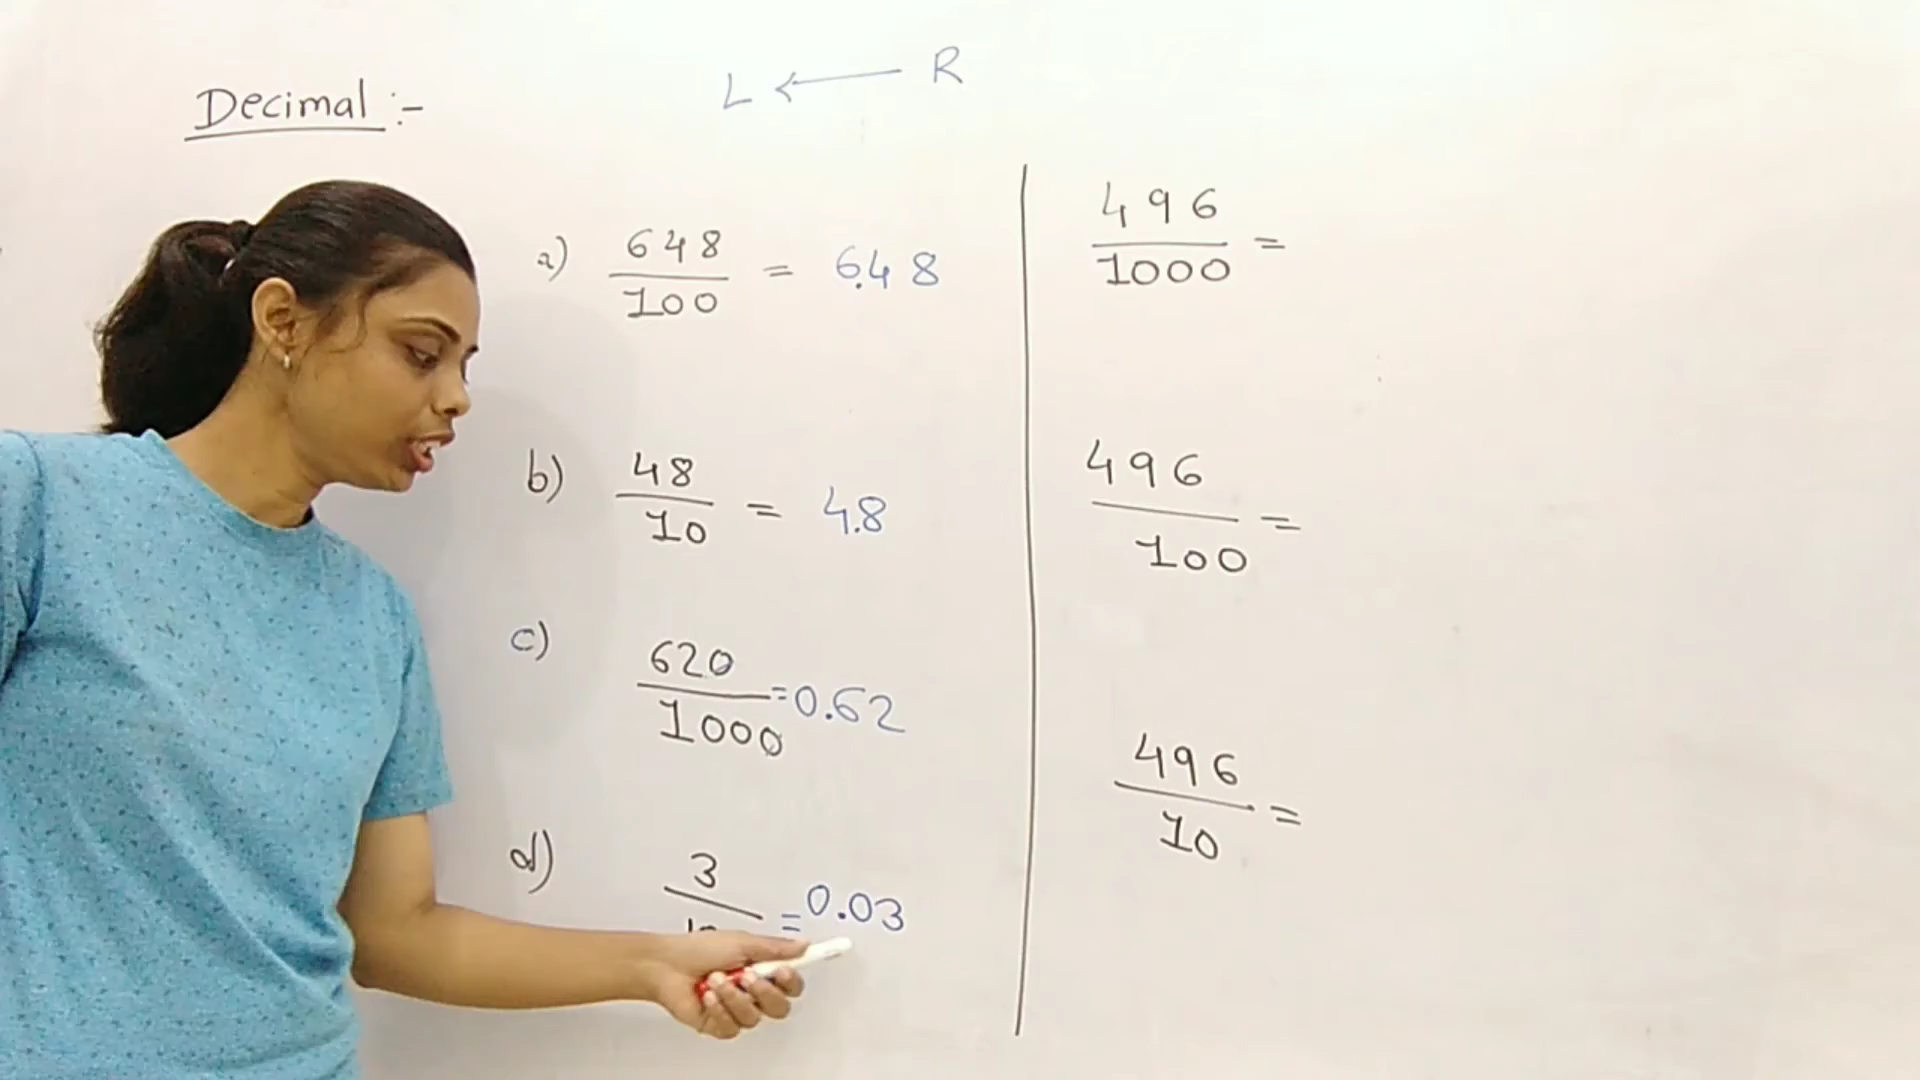 Decimal :-
L ← R
a) 648/100 = 6.48
b) 48/10 = 4.8
c) 620/1000 = 0.62
d) 3/ = 0.03
496/1000 =
496/100 =
496/10 =